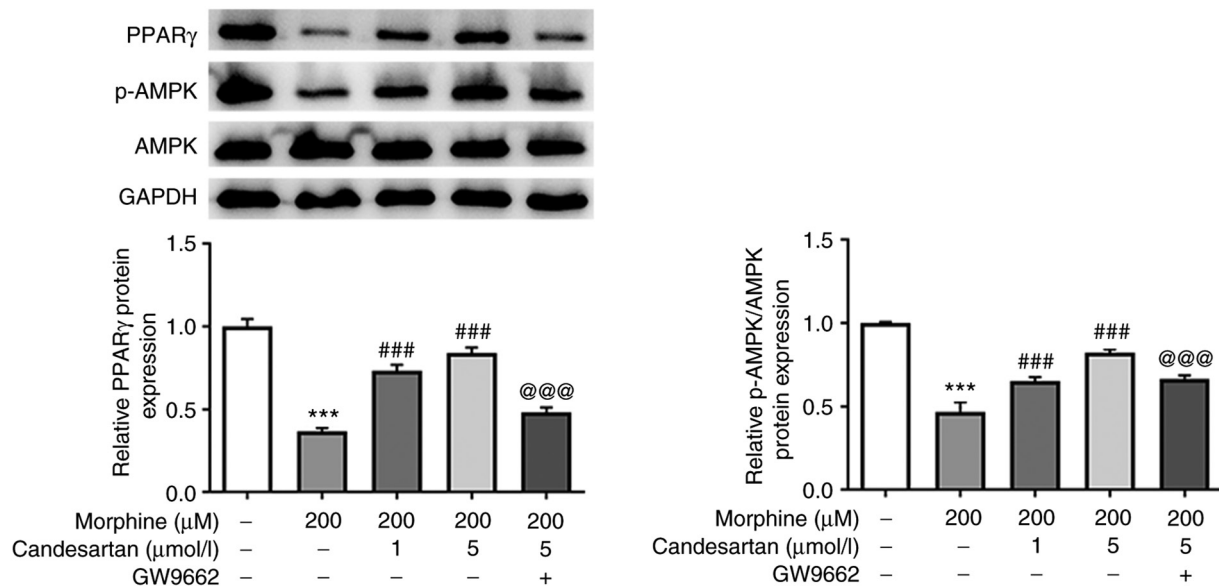 PPARγ
p-AMPK
AMPK
GAPDH
Relative PPARγ protein
expression
1.5
1.0
0.5
0.0
***
###
###
@@@
Morphine (μM) – 200 200 200 200
Candesartan (μmol/l) – – 1 5 5
GW9662 – – – – +
Relative p-AMPK/AMPK
protein expression
1.5
1.0
0.5
0.0
***
###
###
@@@
Morphine (μM) – 200 200 200 200
Candesartan (μmol/l) – – 1 5 5
GW9662 – – – – +